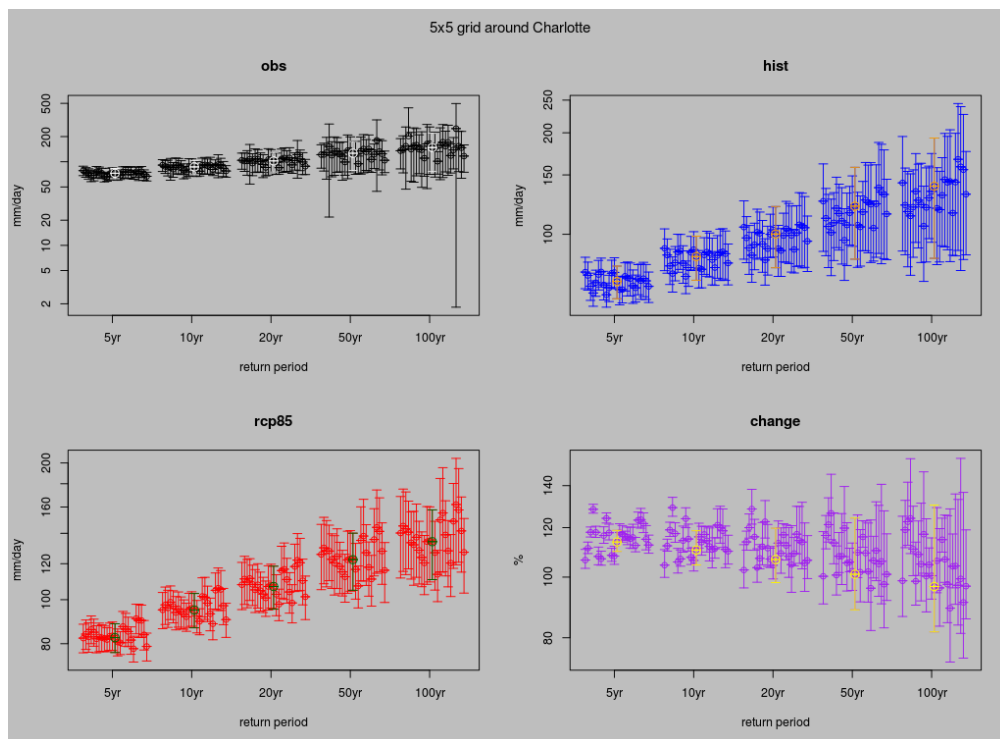 5x5 grid around Charlotte
obs
500
200
50
20
10
5
2
mm/day
5yr 10yr 20yr 50yr 100yr
return period
hist
250
200
150
100
mm/day
5yr 10yr 20yr 50yr 100yr
return period
rcp85
200
160
120
100
80
mm/day
5yr 10yr 20yr 50yr 100yr
return period
change
140
120
100
80
%
5yr 10yr 20yr 50yr 100yr
return period